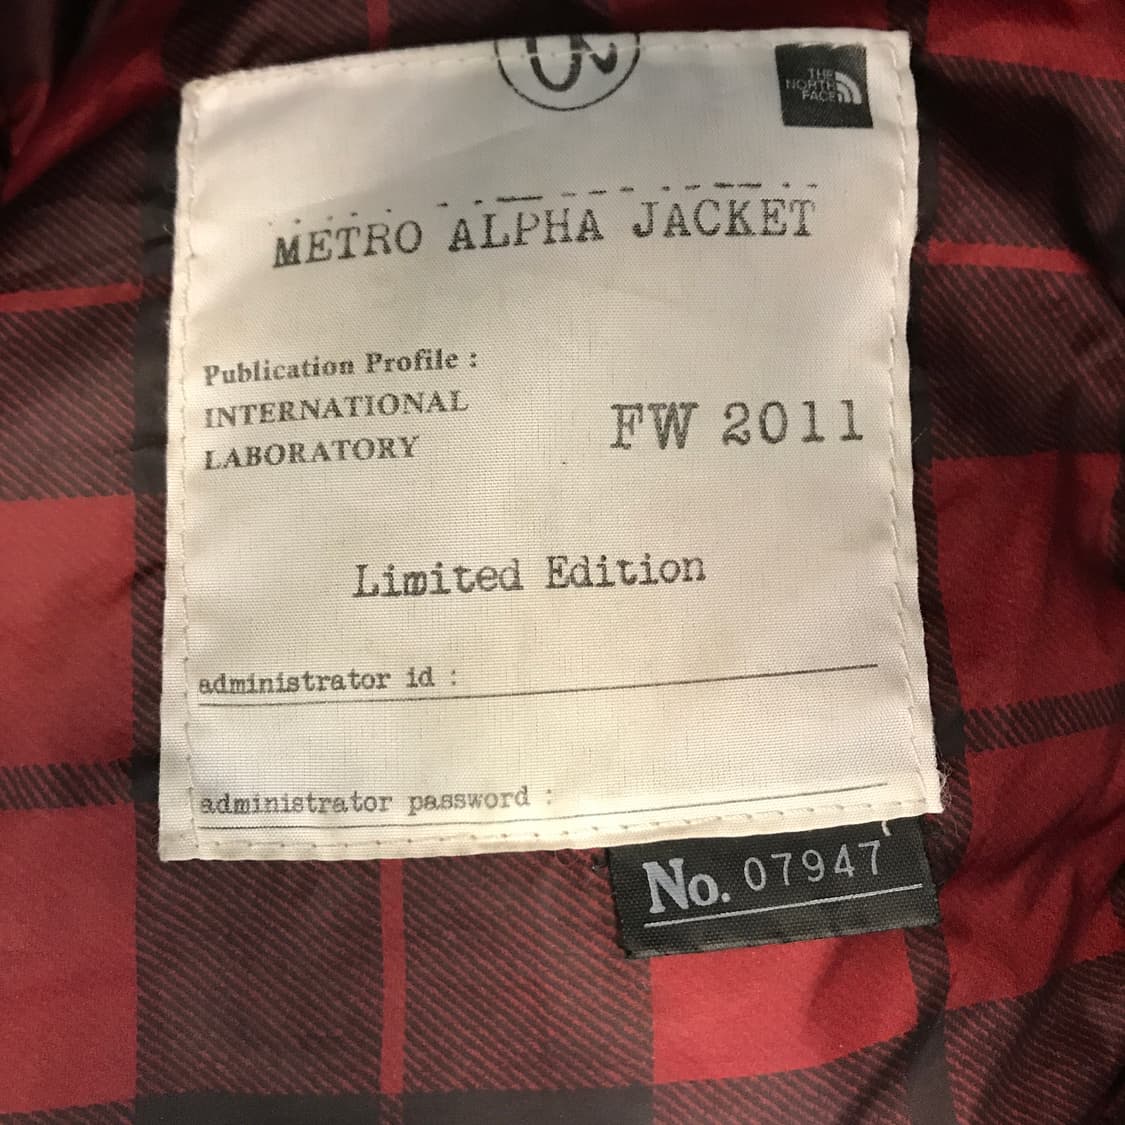 THE
NORTH
FACE
METRO ALPHA JACKET
Publication Profile :
INTERNATIONAL
LABORATORY
FW 2011
Limited Edition
administrator id :
administrator password :
No. 07947